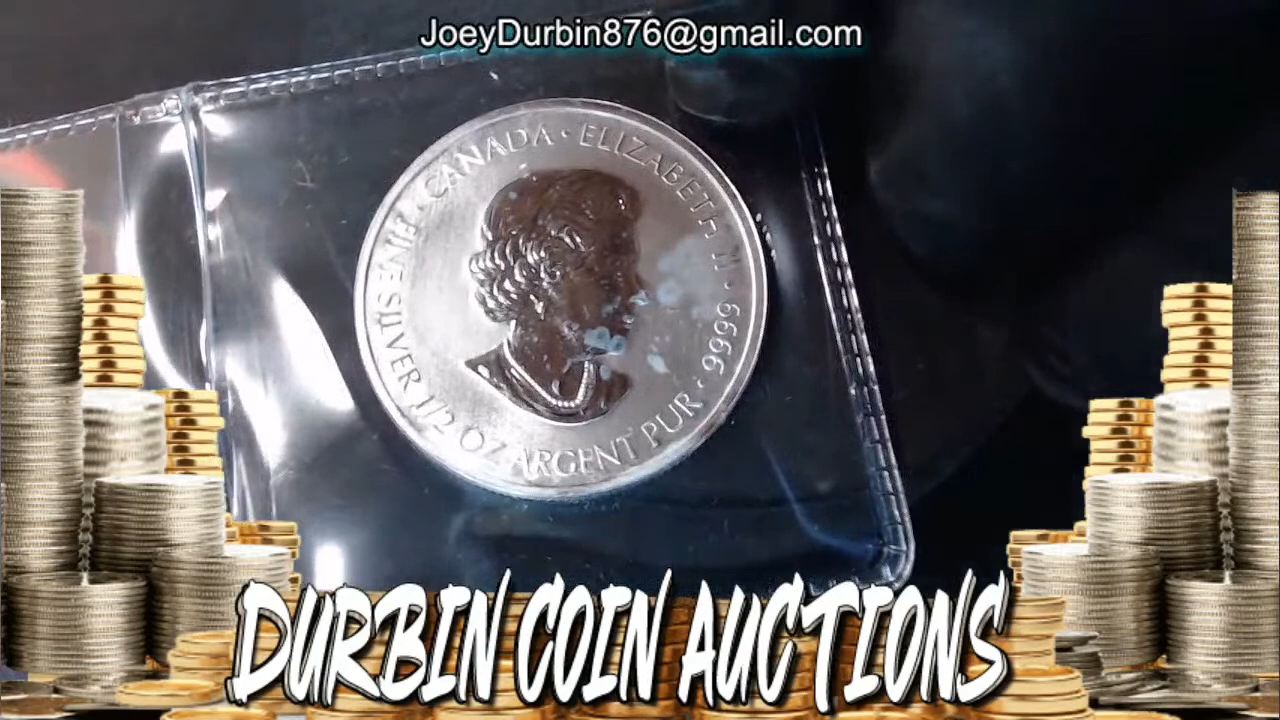 JoeyDurbin876@gmail.com
CANADA · ELIZABETH II · 9999 ·
FINE SILVER 1/2 OZ ARGENT PUR ·
DURBIN COIN AUCTIONS